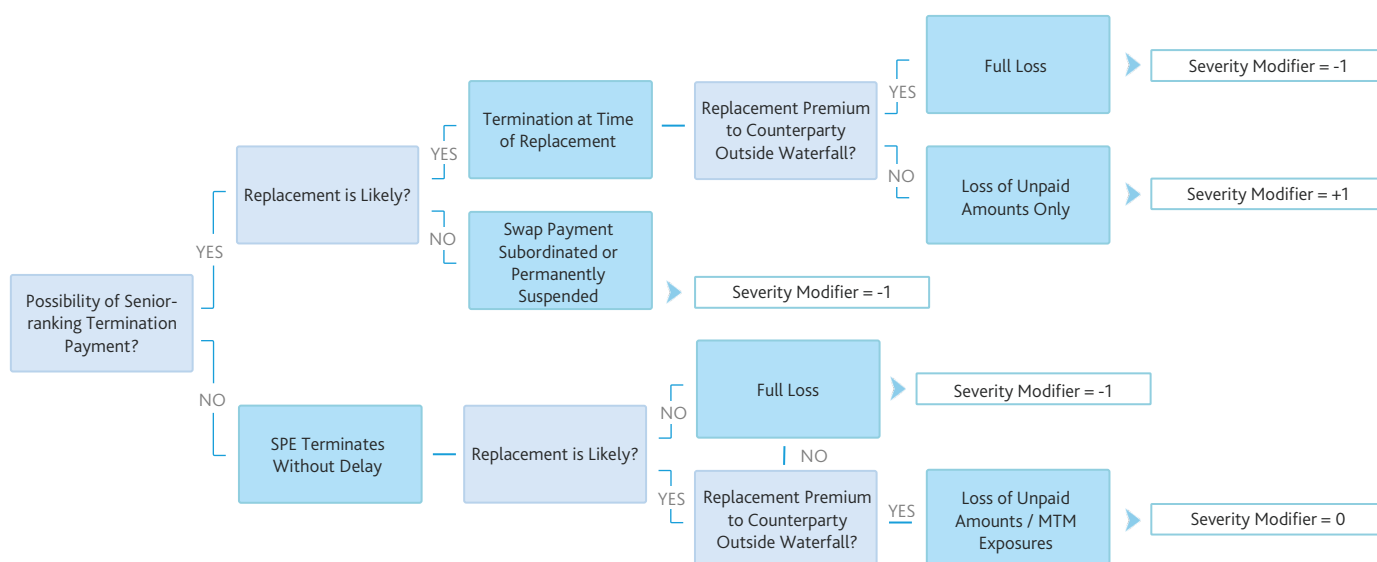 Full Loss
Severity Modifier = -1
YES
Termination at Time
of Replacement
Replacement Premium
to Counterparty
Outside Waterfall?
YES
NO
Replacement is Likely?
Loss of Unpaid
Amounts Only
Severity Modifier = +1
NO
Swap Payment
Subordinated or
Permanently
Suspended
Severity Modifier = -1
YES
Possibility of Senior-
ranking Termination
Payment?
NO
Full Loss
Severity Modifier = -1
NO
SPE Terminates
Without Delay
Replacement is Likely?
NO
YES
Replacement Premium
to Counterparty
Outside Waterfall?
YES
Loss of Unpaid
Amounts / MTM
Exposures
Severity Modifier = 0